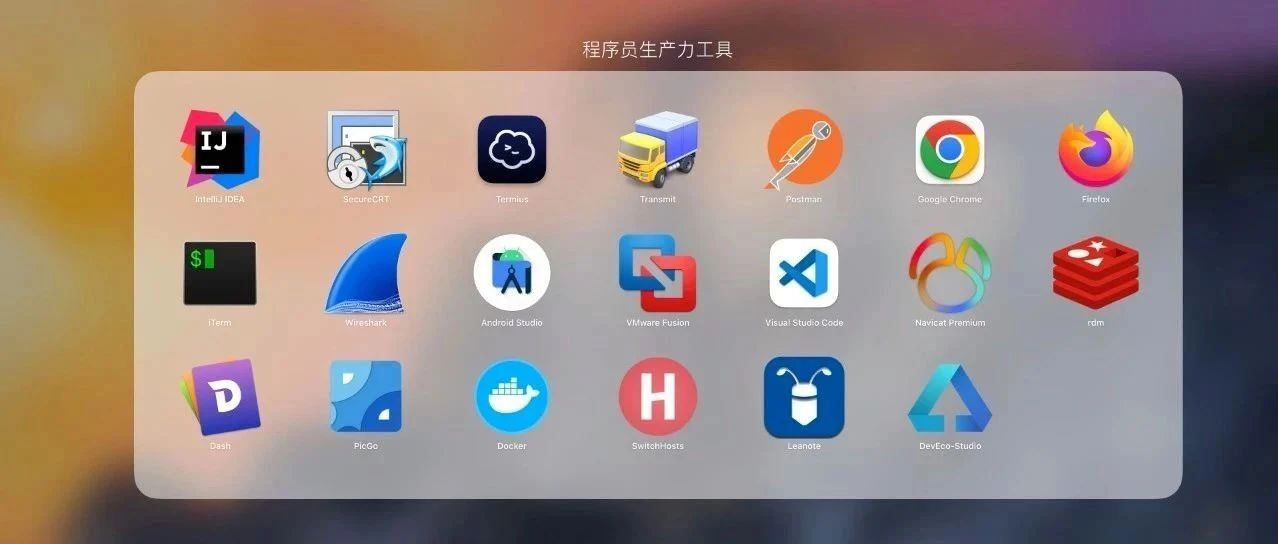 程序员生产力工具
IJ
IntelliJ IDEA
SecureCRT
Termius
Transmit
Postman
Google Chrome
Firefox
$
iTerm
Wireshark
Android Studio
VMware Fusion
Visual Studio Code
Navicat Premium
rdm
D
Dash
PicGo
Docker
H
SwitchHosts
Leanote
DevEco-Studio